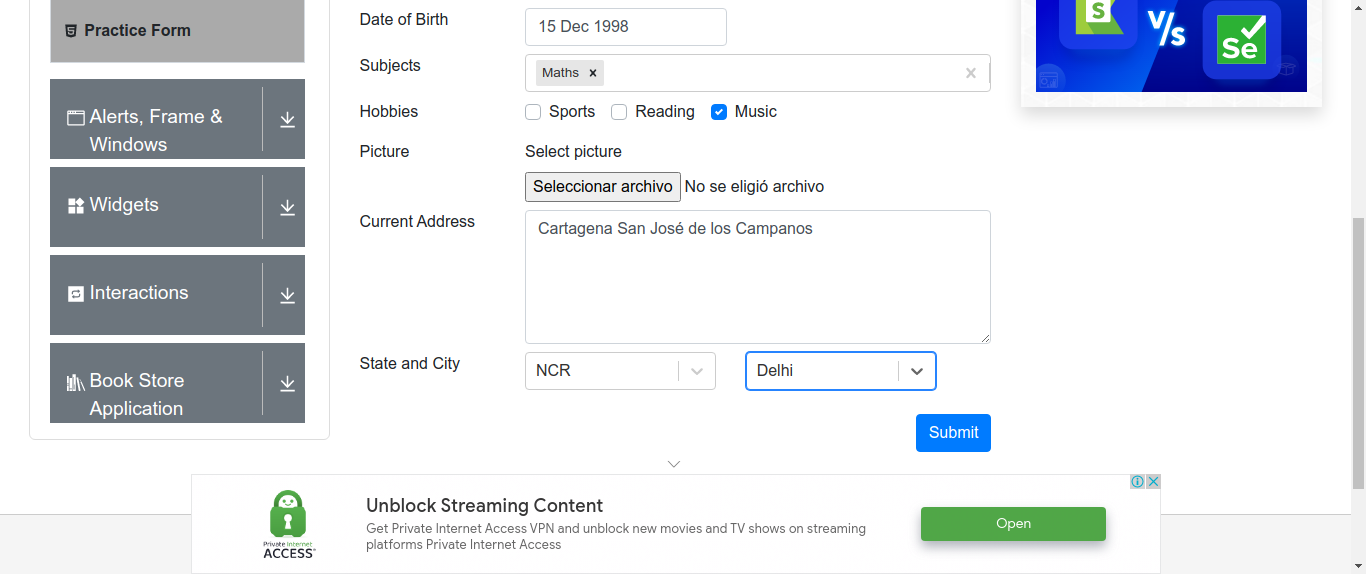 Practice Form
Alerts, Frame &
Windows
Widgets
Interactions
Book Store
Application
Date of Birth
15 Dec 1998
Subjects
Maths
Hobbies
Sports
Reading
Music
Picture
Select picture
Seleccionar archivo No se eligió archivo
Current Address
Cartagena San José de los Campanos
State and City
NCR
Delhi
Submit
S
V/s
Se
Private Internet
ACCESS
Unblock Streaming Content
Get Private Internet Access VPN and unblock new movies and TV shows on streaming
platforms Private Internet Access
Open